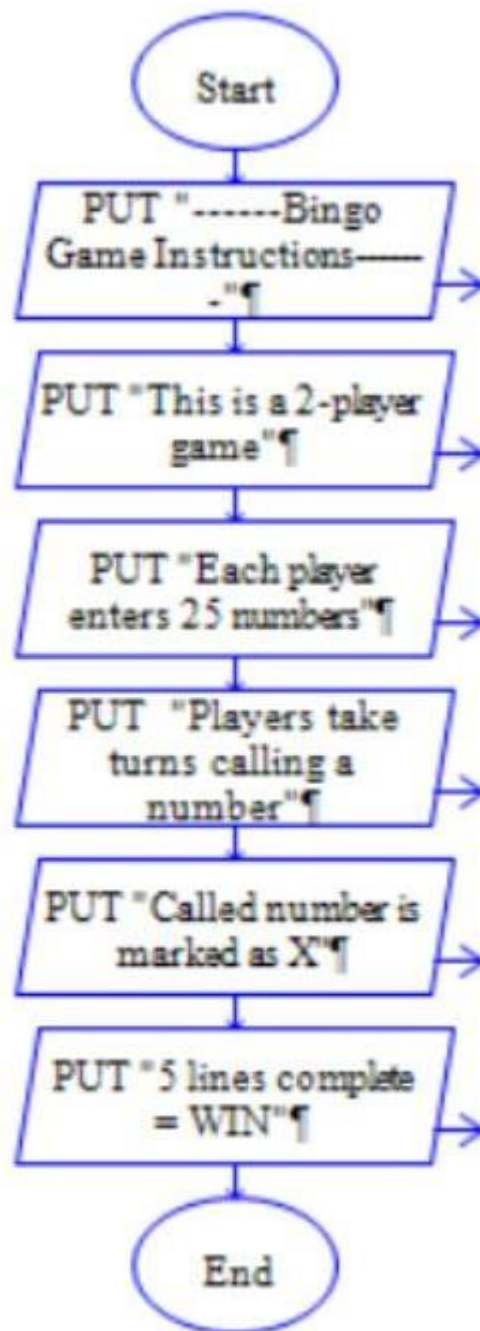 Start
PUT "------Bingo
Game Instructions-----
-"¶
PUT "This is a 2-player
game"¶
PUT "Each player
enters 25 numbers"¶
PUT "Players take
turns calling a
number"¶
PUT "Called number is
marked as X"¶
PUT "5 lines complete
= WIN"¶
End